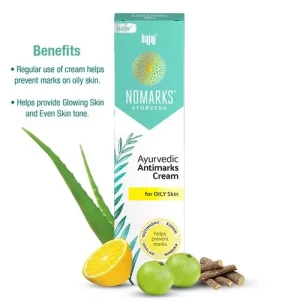 bajaj
Benefits
• Regular use of cream helps
prevent marks on oily skin.
• Helps provide Glowing Skin
and Even Skin tone.
NOMARKS
AYURVEDA
Ayurvedic
Antimarks
Cream
for OILY Skin
helps
prevent
marks